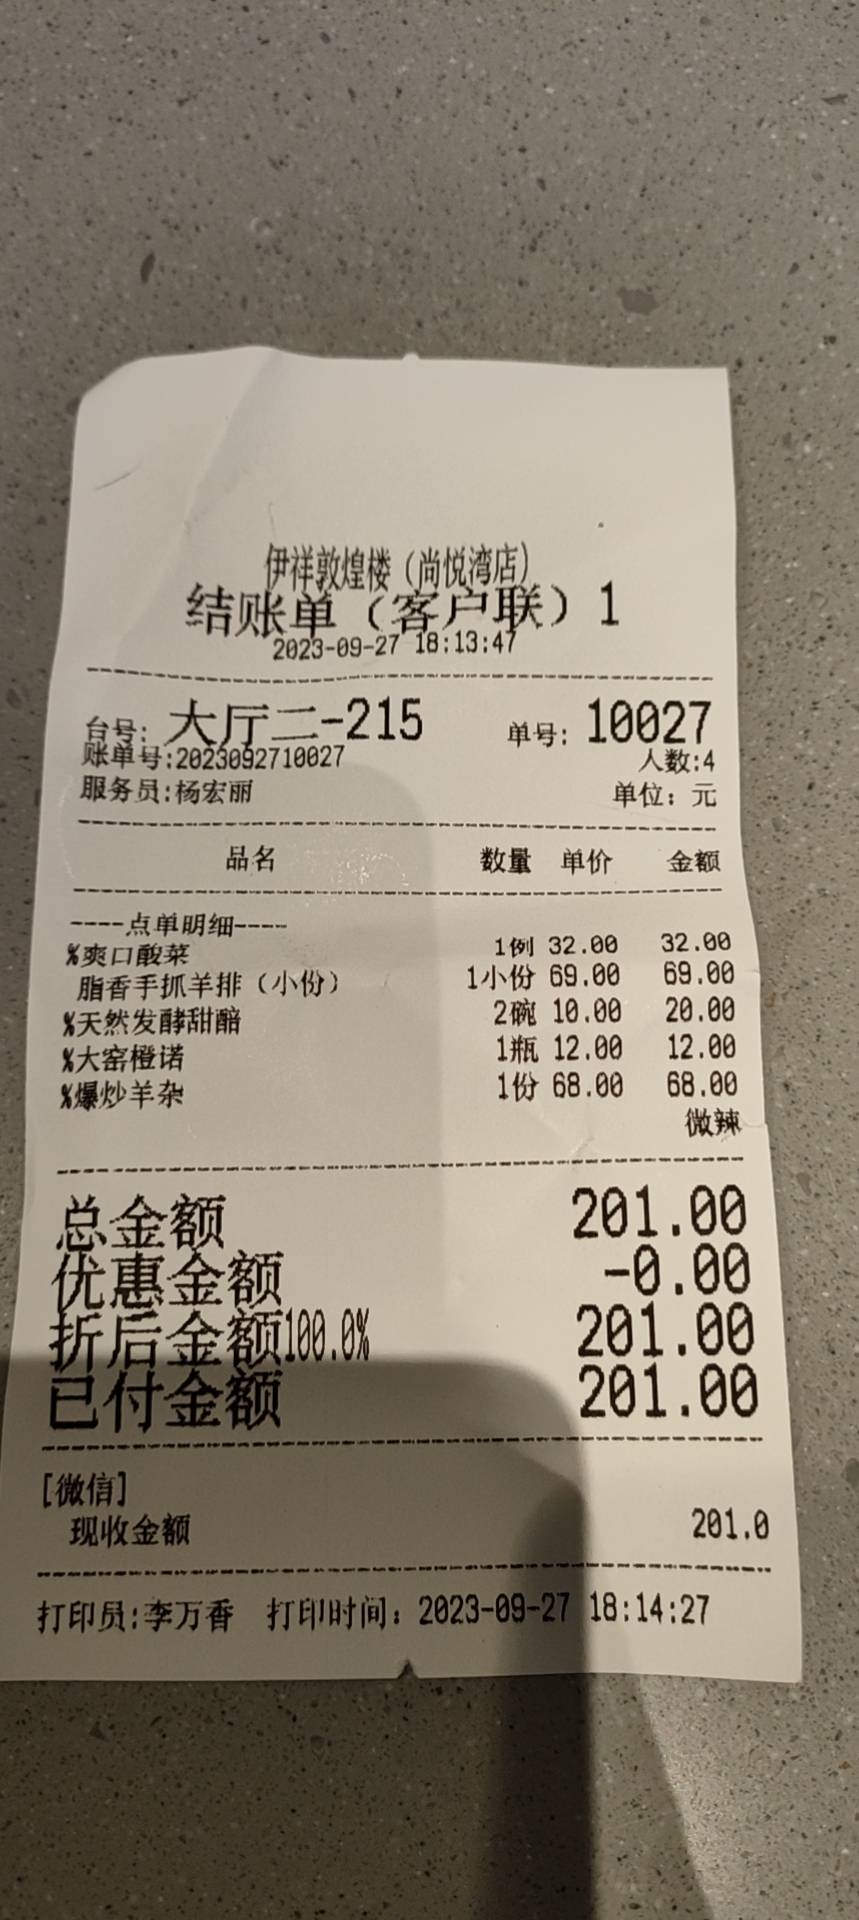 伊祥敦煌楼（尚悦湾店）
结账单（客户联）1
2023-09-27 18:13:47
台号: 大厅二-215 单号: 10027
账单号:2023092710027 人数:4
服务员:杨宏丽 单位：元
品名 数量 单价 金额
----点单明细----
%爽口酸菜 1例 32.00 32.00
脂香手抓羊排（小份） 1小份 69.00 69.00
%天然发酵甜醅 2碗 10.00 20.00
%大窑橙诺 1瓶 12.00 12.00
%爆炒羊杂 1份 68.00 68.00
微辣
总金额 201.00
优惠金额 -0.00
折后金额100.0% 201.00
已付金额 201.00
[微信]
现收金额 201.0
打印员:李万香 打印时间：2023-09-27 18:14:27